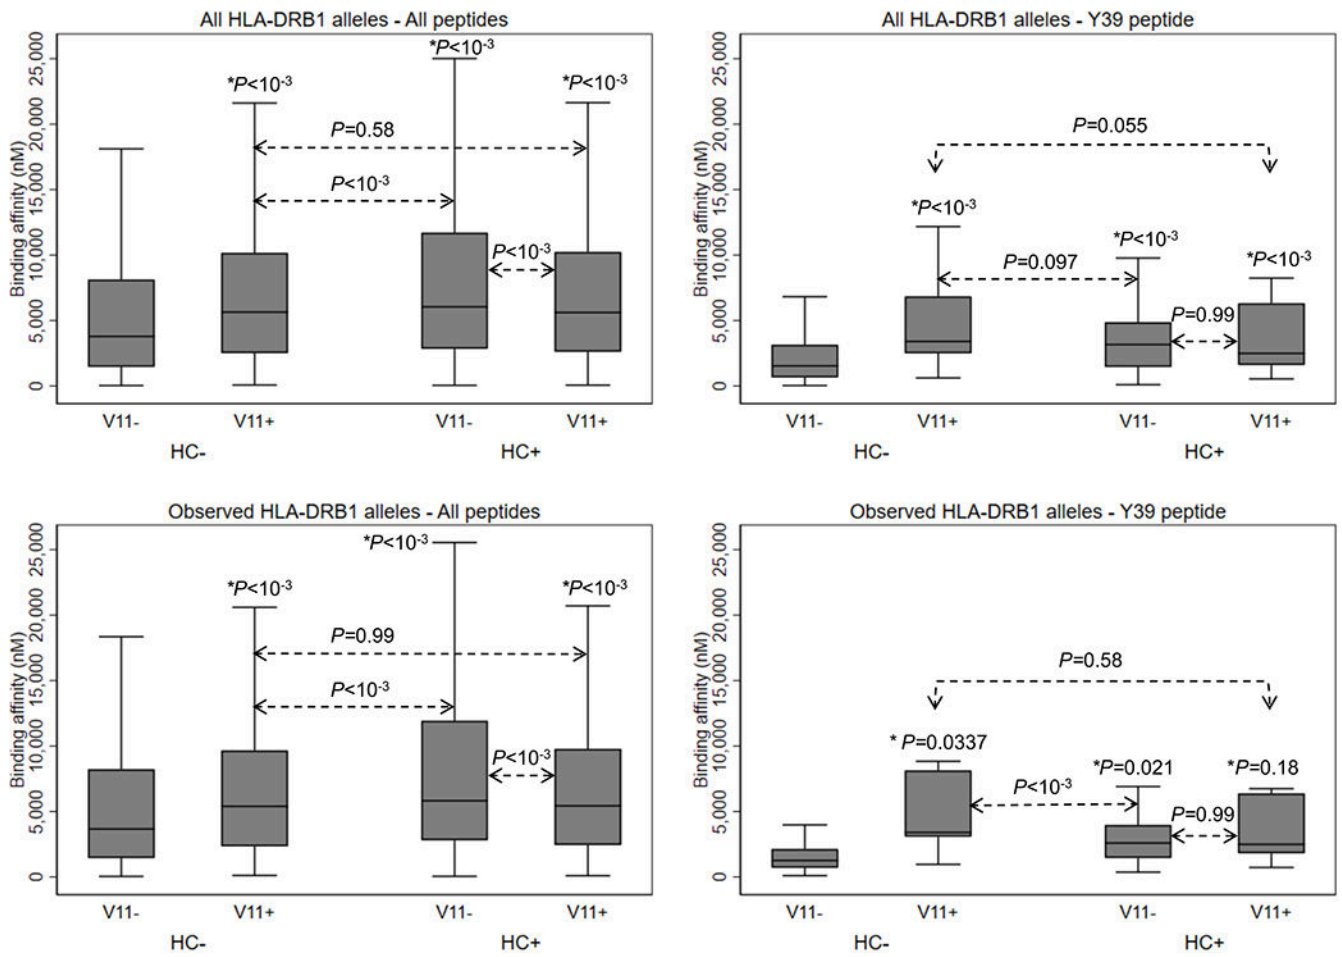 All HLA-DRB1 alleles - All peptides
Binding affinity (nM)
25,000
20,000
15,000
10,000
5,000
0
*P<10-3
*P<10-3
*P<10-3
P=0.58
P<10-3
P<10-3
V11- V11+ V11- V11+
HC- HC+
All HLA-DRB1 alleles - Y39 peptide
Binding affinity (nM)
25,000
20,000
15,000
10,000
5,000
0
P=0.055
*P<10-3
*P<10-3
*P<10-3
P=0.097
P=0.99
V11- V11+ V11- V11+
HC- HC+
Observed HLA-DRB1 alleles - All peptides
Binding affinity (nM)
25,000
20,000
15,000
10,000
5,000
0
*P<10-3
*P<10-3
*P<10-3
P=0.99
P<10-3
P<10-3
V11- V11+ V11- V11+
HC- HC+
Observed HLA-DRB1 alleles - Y39 peptide
Binding affinity (nM)
25,000
20,000
15,000
10,000
5,000
0
P=0.58
* P=0.0337
*P=0.021
*P=0.18
P<10-3
P=0.99
V11- V11+ V11- V11+
HC- HC+